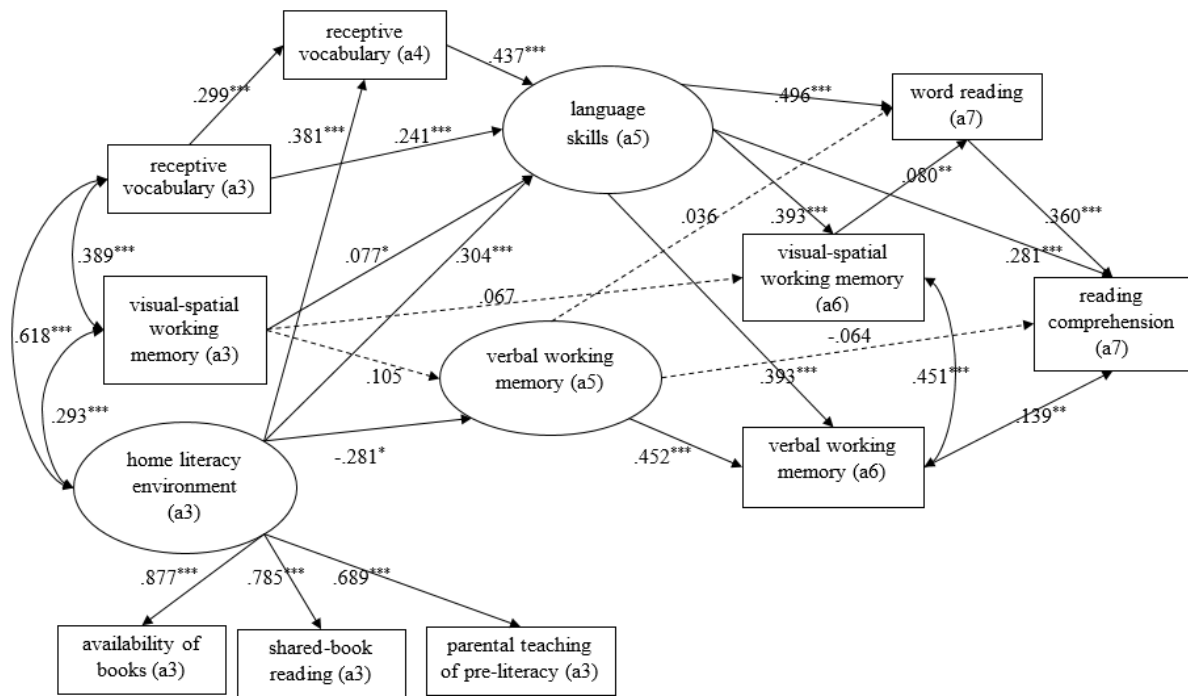 receptive
vocabulary (a4)
.437***
.299***
language
skills (a5)
.496***
word reading
(a7)
.381***
.241***
receptive
vocabulary (a3)
.080**
.036
.393***
.360***
.389***
.077*
.304***
visual-spatial
working memory
(a6)
.281***
visual-spatial
working
memory (a3)
.067
reading
comprehension
(a7)
.618***
verbal working
memory (a5)
-.064
.105
.393***
.451***
.293***
.139**
home literacy
environment
(a3)
-.281*
.452***
verbal working
memory (a6)
.877***
.785***
.689***
availability of
books (a3)
shared-book
reading (a3)
parental teaching
of pre-literacy (a3)